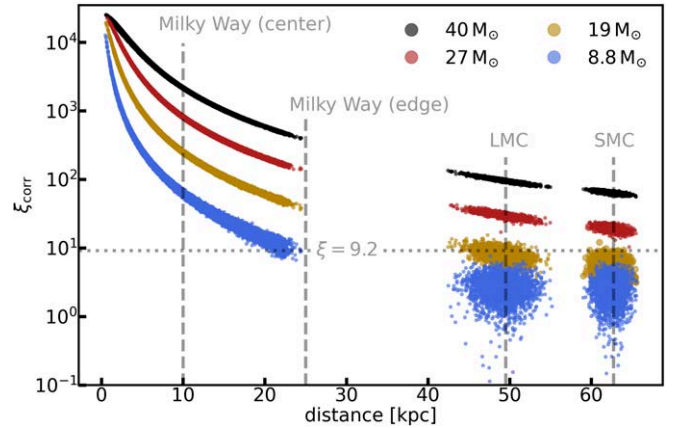 Milky Way (center)
40 M⊙
19 M⊙
27 M⊙
8.8 M⊙
Milky Way (edge)
LMC
SMC
ξ = 9.2
ξcorr
10⁴
10³
10²
10¹
10⁰
10⁻¹
0
10
20
30
40
50
60
distance [kpc]